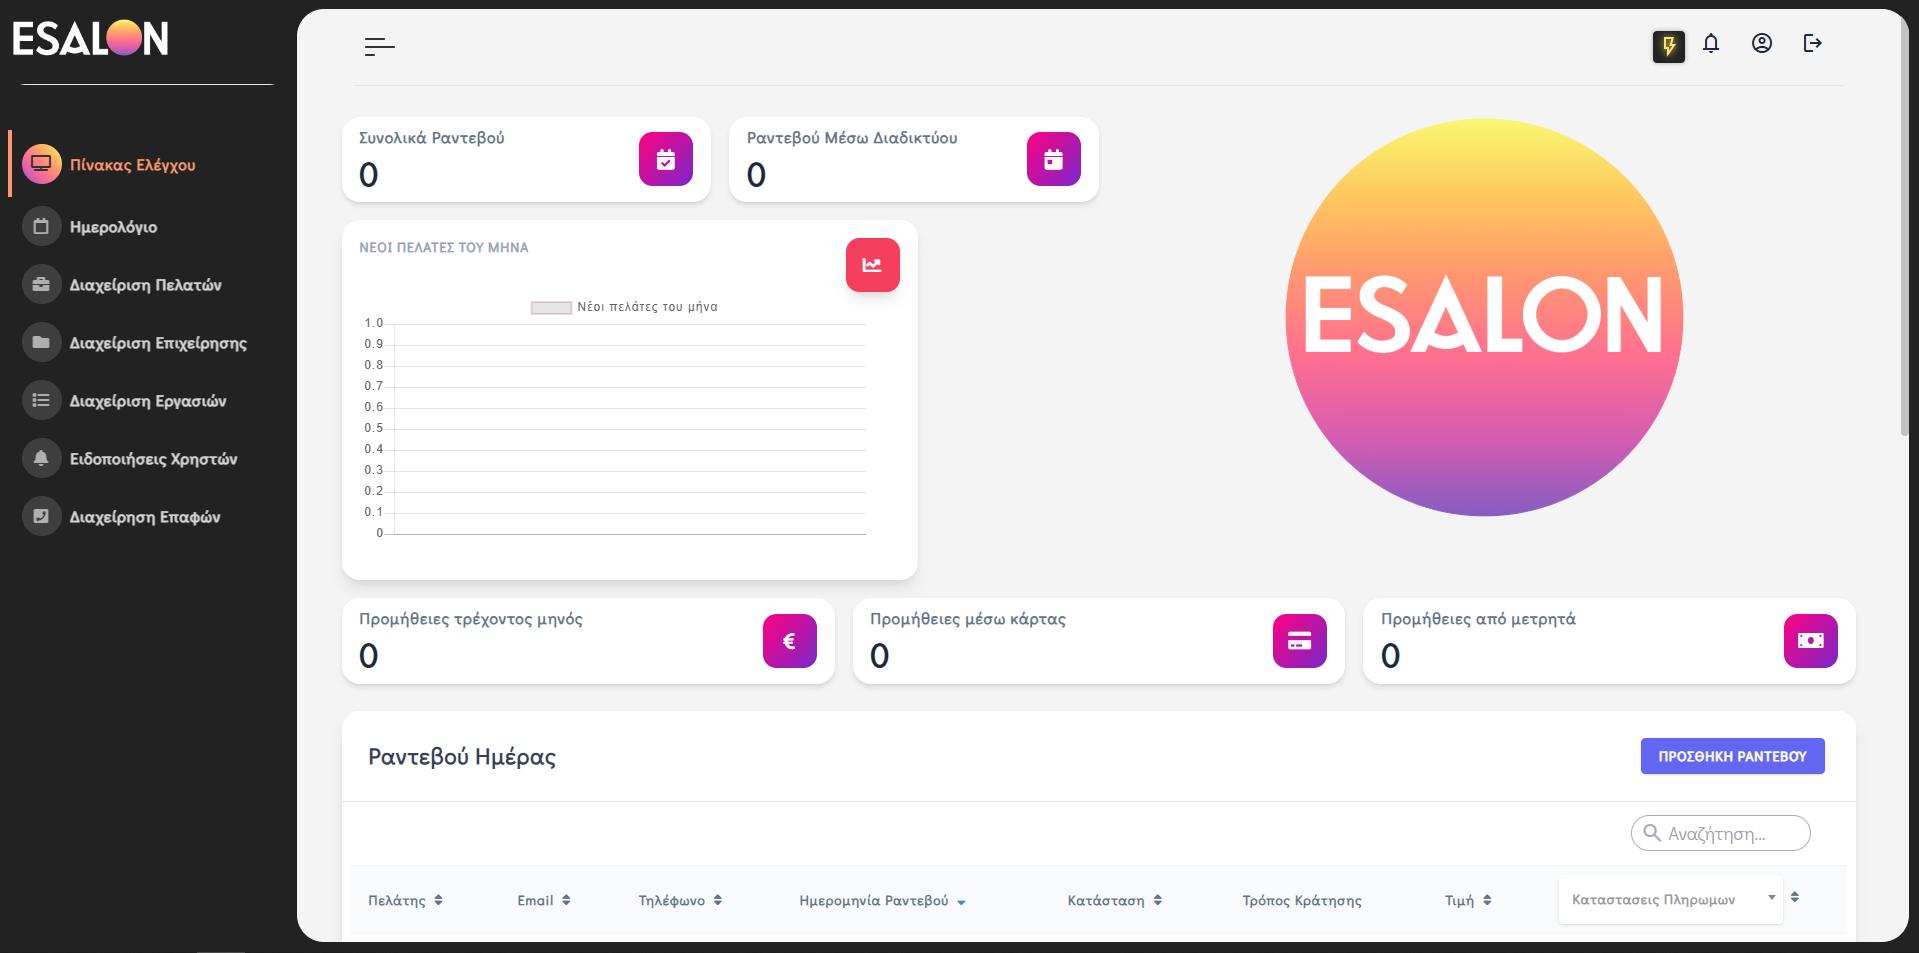 ESALON
Πίνακας Ελέγχου
Ημερολόγιο
Διαχείριση Πελατών
Διαχείριση Επιχείρησης
Διαχείριση Εργασιών
Ειδοποιήσεις Χρηστών
Διαχείρηση Επαφών
Συνολικά Ραντεβού
0
Ραντεβού Μέσω Διαδικτύου
0
ΝΕΟΙ ΠΕΛΑΤΕΣ ΤΟΥ ΜΗΝΑ
Νέοι πελάτες του μήνα
1.0
0.9
0.8
0.7
0.6
0.5
0.4
0.3
0.2
0.1
0
ESALON
Προμήθειες τρέχοντος μηνός
0
€
Προμήθειες μέσω κάρτας
0
Προμήθειες από μετρητά
0
Ραντεβού Ημέρας
ΠΡΟΣΘΗΚΗ ΡΑΝΤΕΒΟΎ
Αναζήτηση...
Πελάτης Email Τηλέφωνο Ημερομηνία Ραντεβού Κατάσταση Τρόπος Κράτησης Τιμή Καταστασεις Πληρωμων